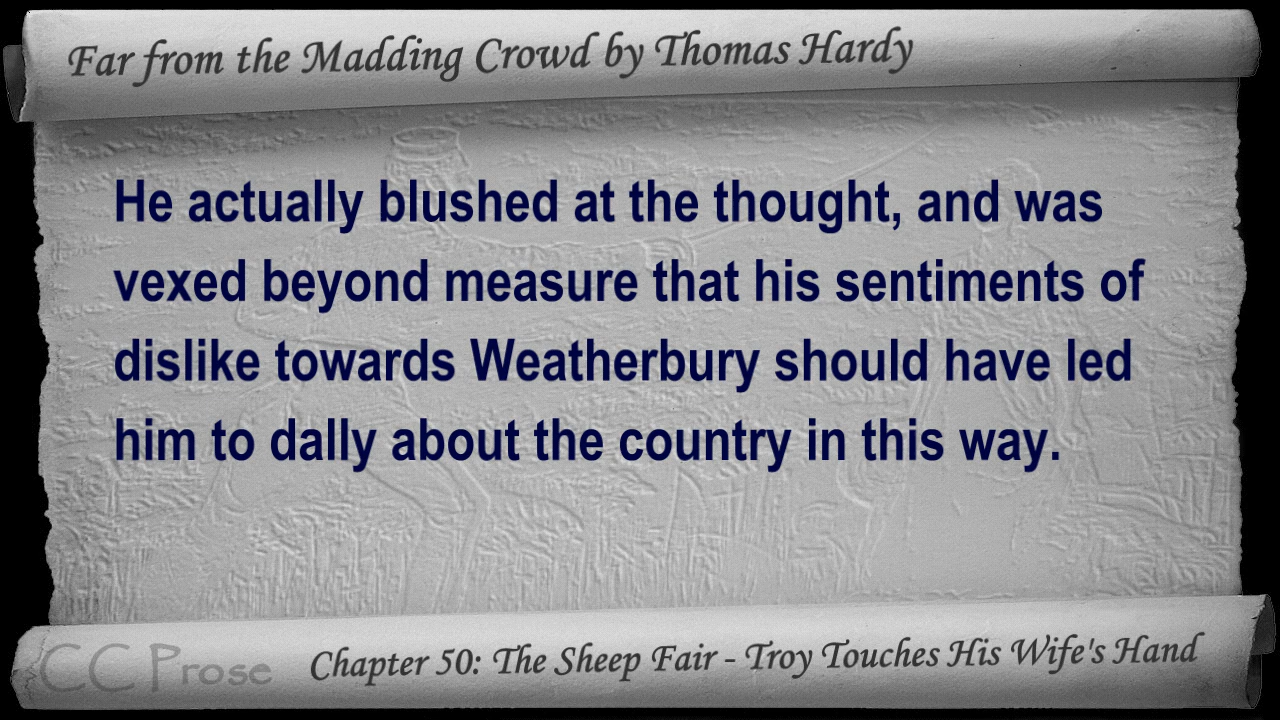 Far from the Madding Crowd by Thomas Hardy
He actually blushed at the thought, and was
vexed beyond measure that his sentiments of
dislike towards Weatherbury should have led
him to dally about the country in this way.
CC Prose
Chapter 50: The Sheep Fair - Troy Touches His Wife's Hand